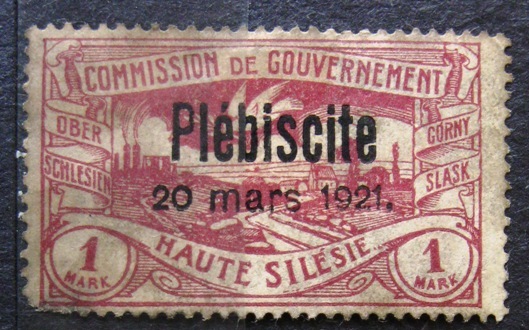 COMMISSION DE GOUVERNEMENT
OBER SCHLESIEN
GORNY SLASK
Plébiscite
20 mars 1921.
HAUTE SILESIE
1 MARK
1 MARK